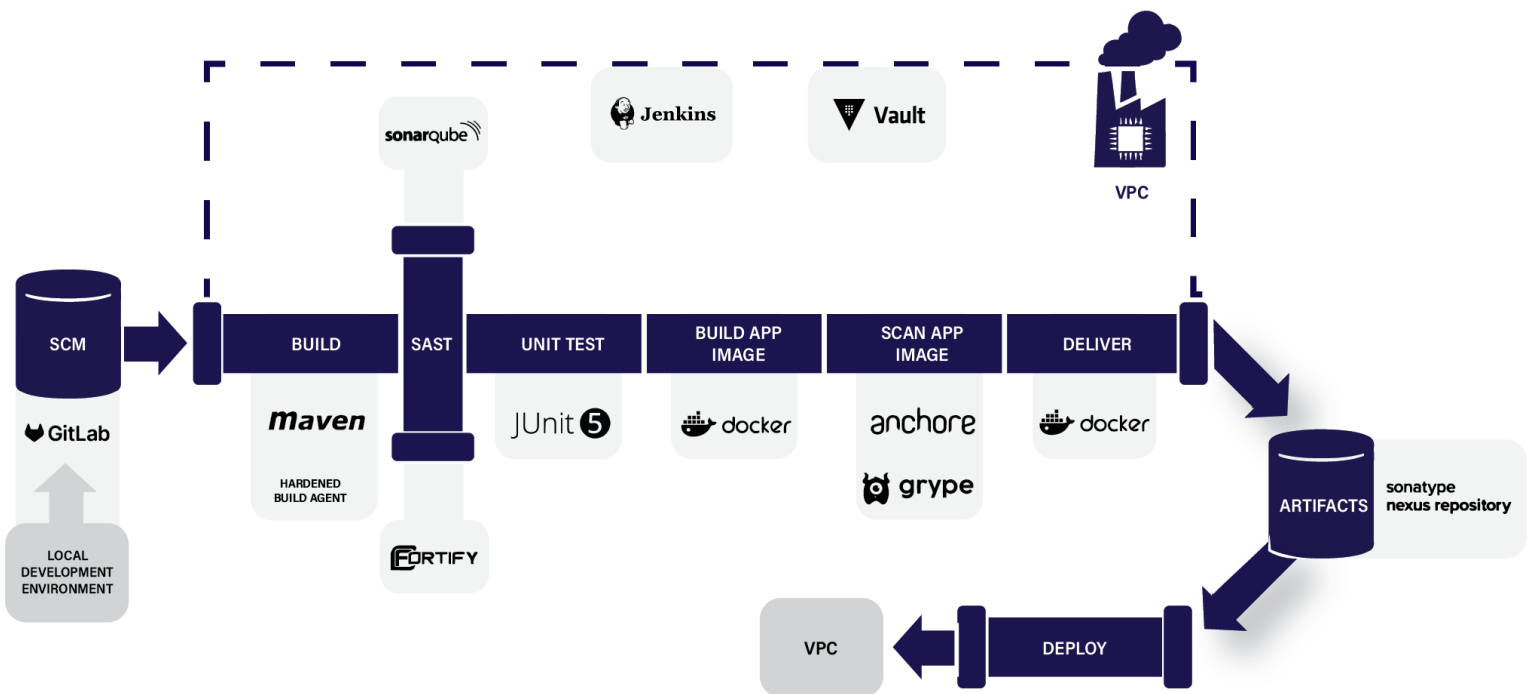 sonarqube
Jenkins
Vault
VPC
SCM
BUILD
SAST
UNIT TEST
BUILD APP
IMAGE
SCAN APP
IMAGE
DELIVER
GitLab
maven
HARDENED
BUILD AGENT
JUnit 5
docker
anchore
grype
docker
FORTIFY
LOCAL
DEVELOPMENT
ENVIRONMENT
ARTIFACTS
sonatype
nexus repository
VPC
DEPLOY